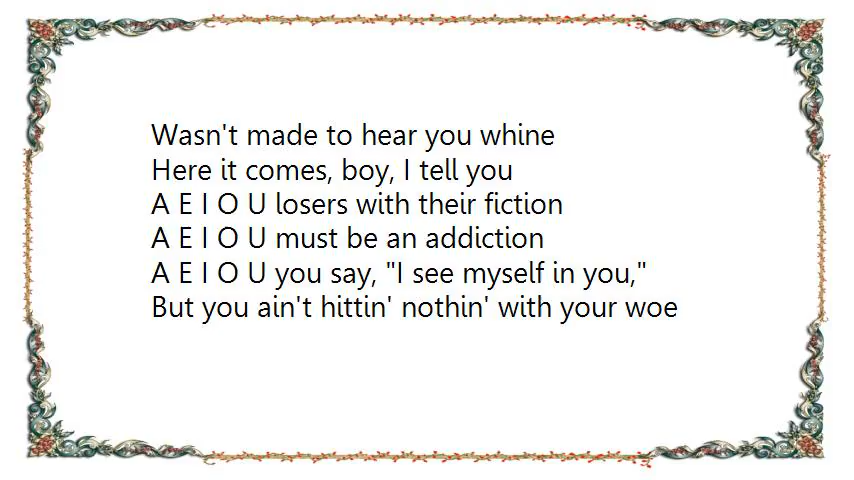 Wasn't made to hear you whine
Here it comes, boy, I tell you
A E I O U losers with their fiction
A E I O U must be an addiction
A E I O U you say, "I see myself in you,"
But you ain't hittin' nothin' with your woe